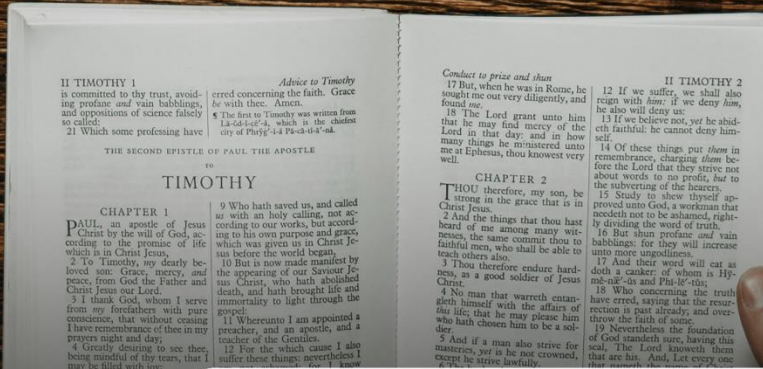 II TIMOTHY 1
Advice to Timothy
is committed to thy trust, avoid-
ing profane and vain babblings,
and oppositions of science falsely
so called:
21 Which some professing have
erred concerning the faith. Grace
be with thee. Amen.
¶ The first to Timothy was written from
Lā-ŏd-ĭ-çē'-ȧ, which is the chiefest
city of Phrўġ'-ĭ-ȧ Pȧ-cā-tĭ-ā'-nȧ.
THE SECOND EPISTLE OF PAUL THE APOSTLE
TO
TIMOTHY
CHAPTER 1
PAUL, an apostle of Jesus
Christ by the will of God, ac-
cording to the promise of life
which is in Christ Jesus,
2 To Timothy, my dearly be-
loved son: Grace, mercy, and
peace, from God the Father and
Christ Jesus our Lord.
3 I thank God, whom I serve
from my forefathers with pure
conscience, that without ceasing
I have remembrance of thee in my
prayers night and day;
4 Greatly desiring to see thee,
being mindful of thy tears, that I
may be filled with joy;
9 Who hath saved us, and called
us with an holy calling, not ac-
cording to our works, but accord-
ing to his own purpose and grace,
which was given us in Christ Je-
sus before the world began,
10 But is now made manifest by
the appearing of our Saviour Je-
sus Christ, who hath abolished
death, and hath brought life and
immortality to light through the
gospel:
11 Whereunto I am appointed a
preacher, and an apostle, and a
teacher of the Gentiles.
12 For the which cause I also
suffer these things: nevertheless I
ashamed: for I know
Conduct to prize and shun
II TIMOTHY 2
17 But, when he was in Rome, he
sought me out very diligently, and
found me.
18 The Lord grant unto him
that he may find mercy of the
Lord in that day: and in how
many things he ministered unto
me at Ephesus, thou knowest very
well.
CHAPTER 2
THOU therefore, my son, be
strong in the grace that is in
Christ Jesus.
2 And the things that thou hast
heard of me among many wit-
nesses, the same commit thou to
faithful men, who shall be able to
teach others also.
3 Thou therefore endure hard-
ness, as a good soldier of Jesus
Christ.
4 No man that warreth entan-
gleth himself with the affairs of
this life; that he may please him
who hath chosen him to be a sol-
dier.
5 And if a man also strive for
masteries, yet is he not crowned,
except he strive lawfully.
12 If we suffer, we shall also
reign with him: if we deny him,
he also will deny us:
13 If we believe not, yet he abid-
eth faithful: he cannot deny him-
self.
14 Of these things put them in
remembrance, charging them be-
fore the Lord that they strive not
about words to no profit, but to
the subverting of the hearers.
15 Study to shew thyself ap-
proved unto God, a workman that
needeth not to be ashamed, right-
ly dividing the word of truth.
16 But shun profane and vain
babblings: for they will increase
unto more ungodliness.
17 And their word will eat as
doth a canker: of whom is Hȳ-
mē-næ̂'-ŭs and Phĭ-lē'-tŭs;
18 Who concerning the truth
have erred, saying that the resur-
rection is past already; and over-
throw the faith of some.
19 Nevertheless the foundation
of God standeth sure, having this
seal, The Lord knoweth them
that are his. And, Let every one
that nameth the name of Christ